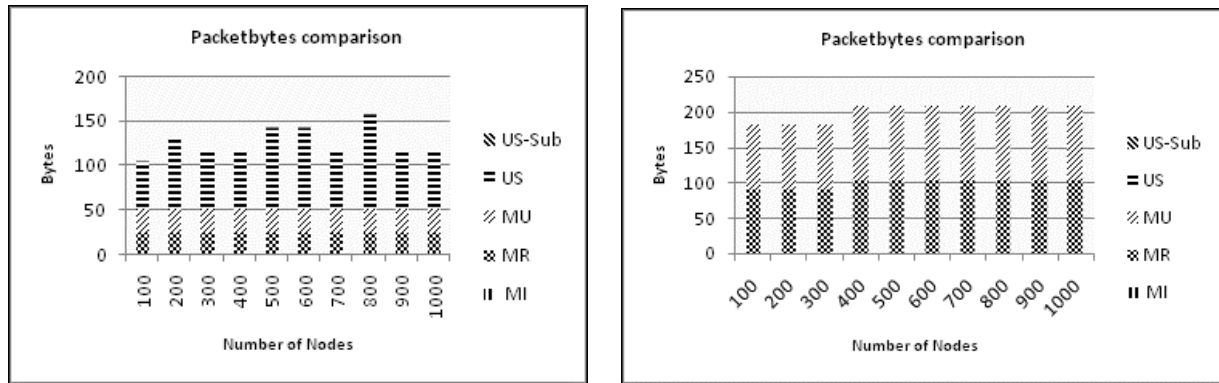 Packetbytes comparison
200
150
100
50
0
Bytes
100 200 300 400 500 600 700 800 900 1000
Number of Nodes
US-Sub
US
MU
MR
MI
Packetbytes comparison
250
200
150
100
50
0
Bytes
100 200 300 400 500 600 700 800 900 1000
Number of Nodes
US-Sub
US
MU
MR
MI